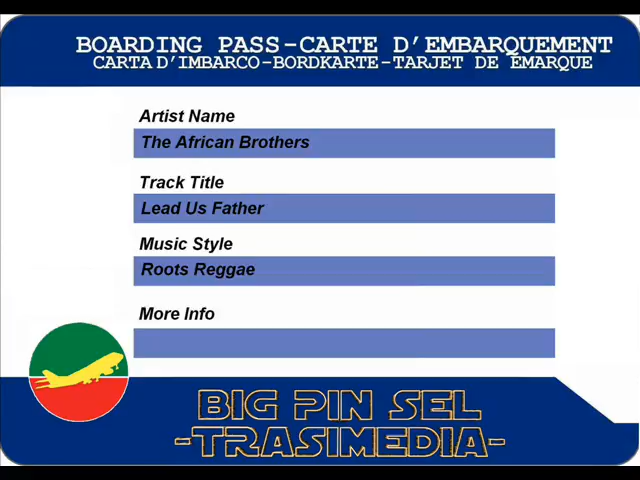 BOARDING PASS-CARTE D'EMBARQUEMENT
CARTA D'IMBARCO-BORDKARTE-TARJET DE EMARQUE
Artist Name
The African Brothers
Track Title
Lead Us Father
Music Style
Roots Reggae
More Info
BIG PIN SEL
-TRASIMEDIA-